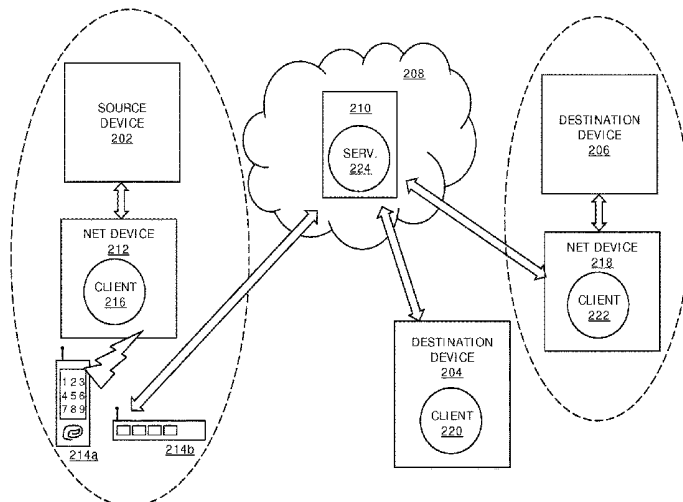 SOURCE
DEVICE
202
NET DEVICE
212
CLIENT
216
1 2 3
4 5 6
7 8 9
214a
214b
208
210
SERV.
224
DESTINATION
DEVICE
204
CLIENT
220
DESTINATION
DEVICE
206
NET DEVICE
218
CLIENT
222